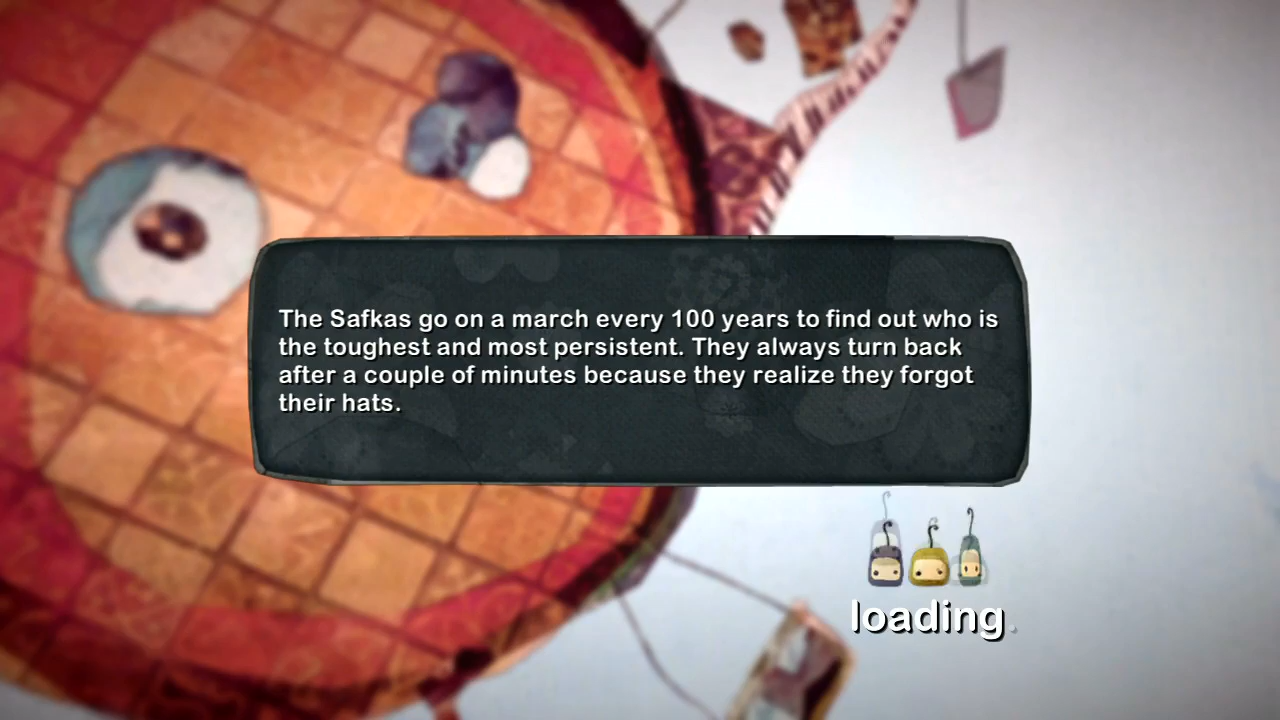 The Safkas go on a march every 100 years to find out who is
the toughest and most persistent. They always turn back
after a couple of minutes because they realize they forgot
their hats.
loading.